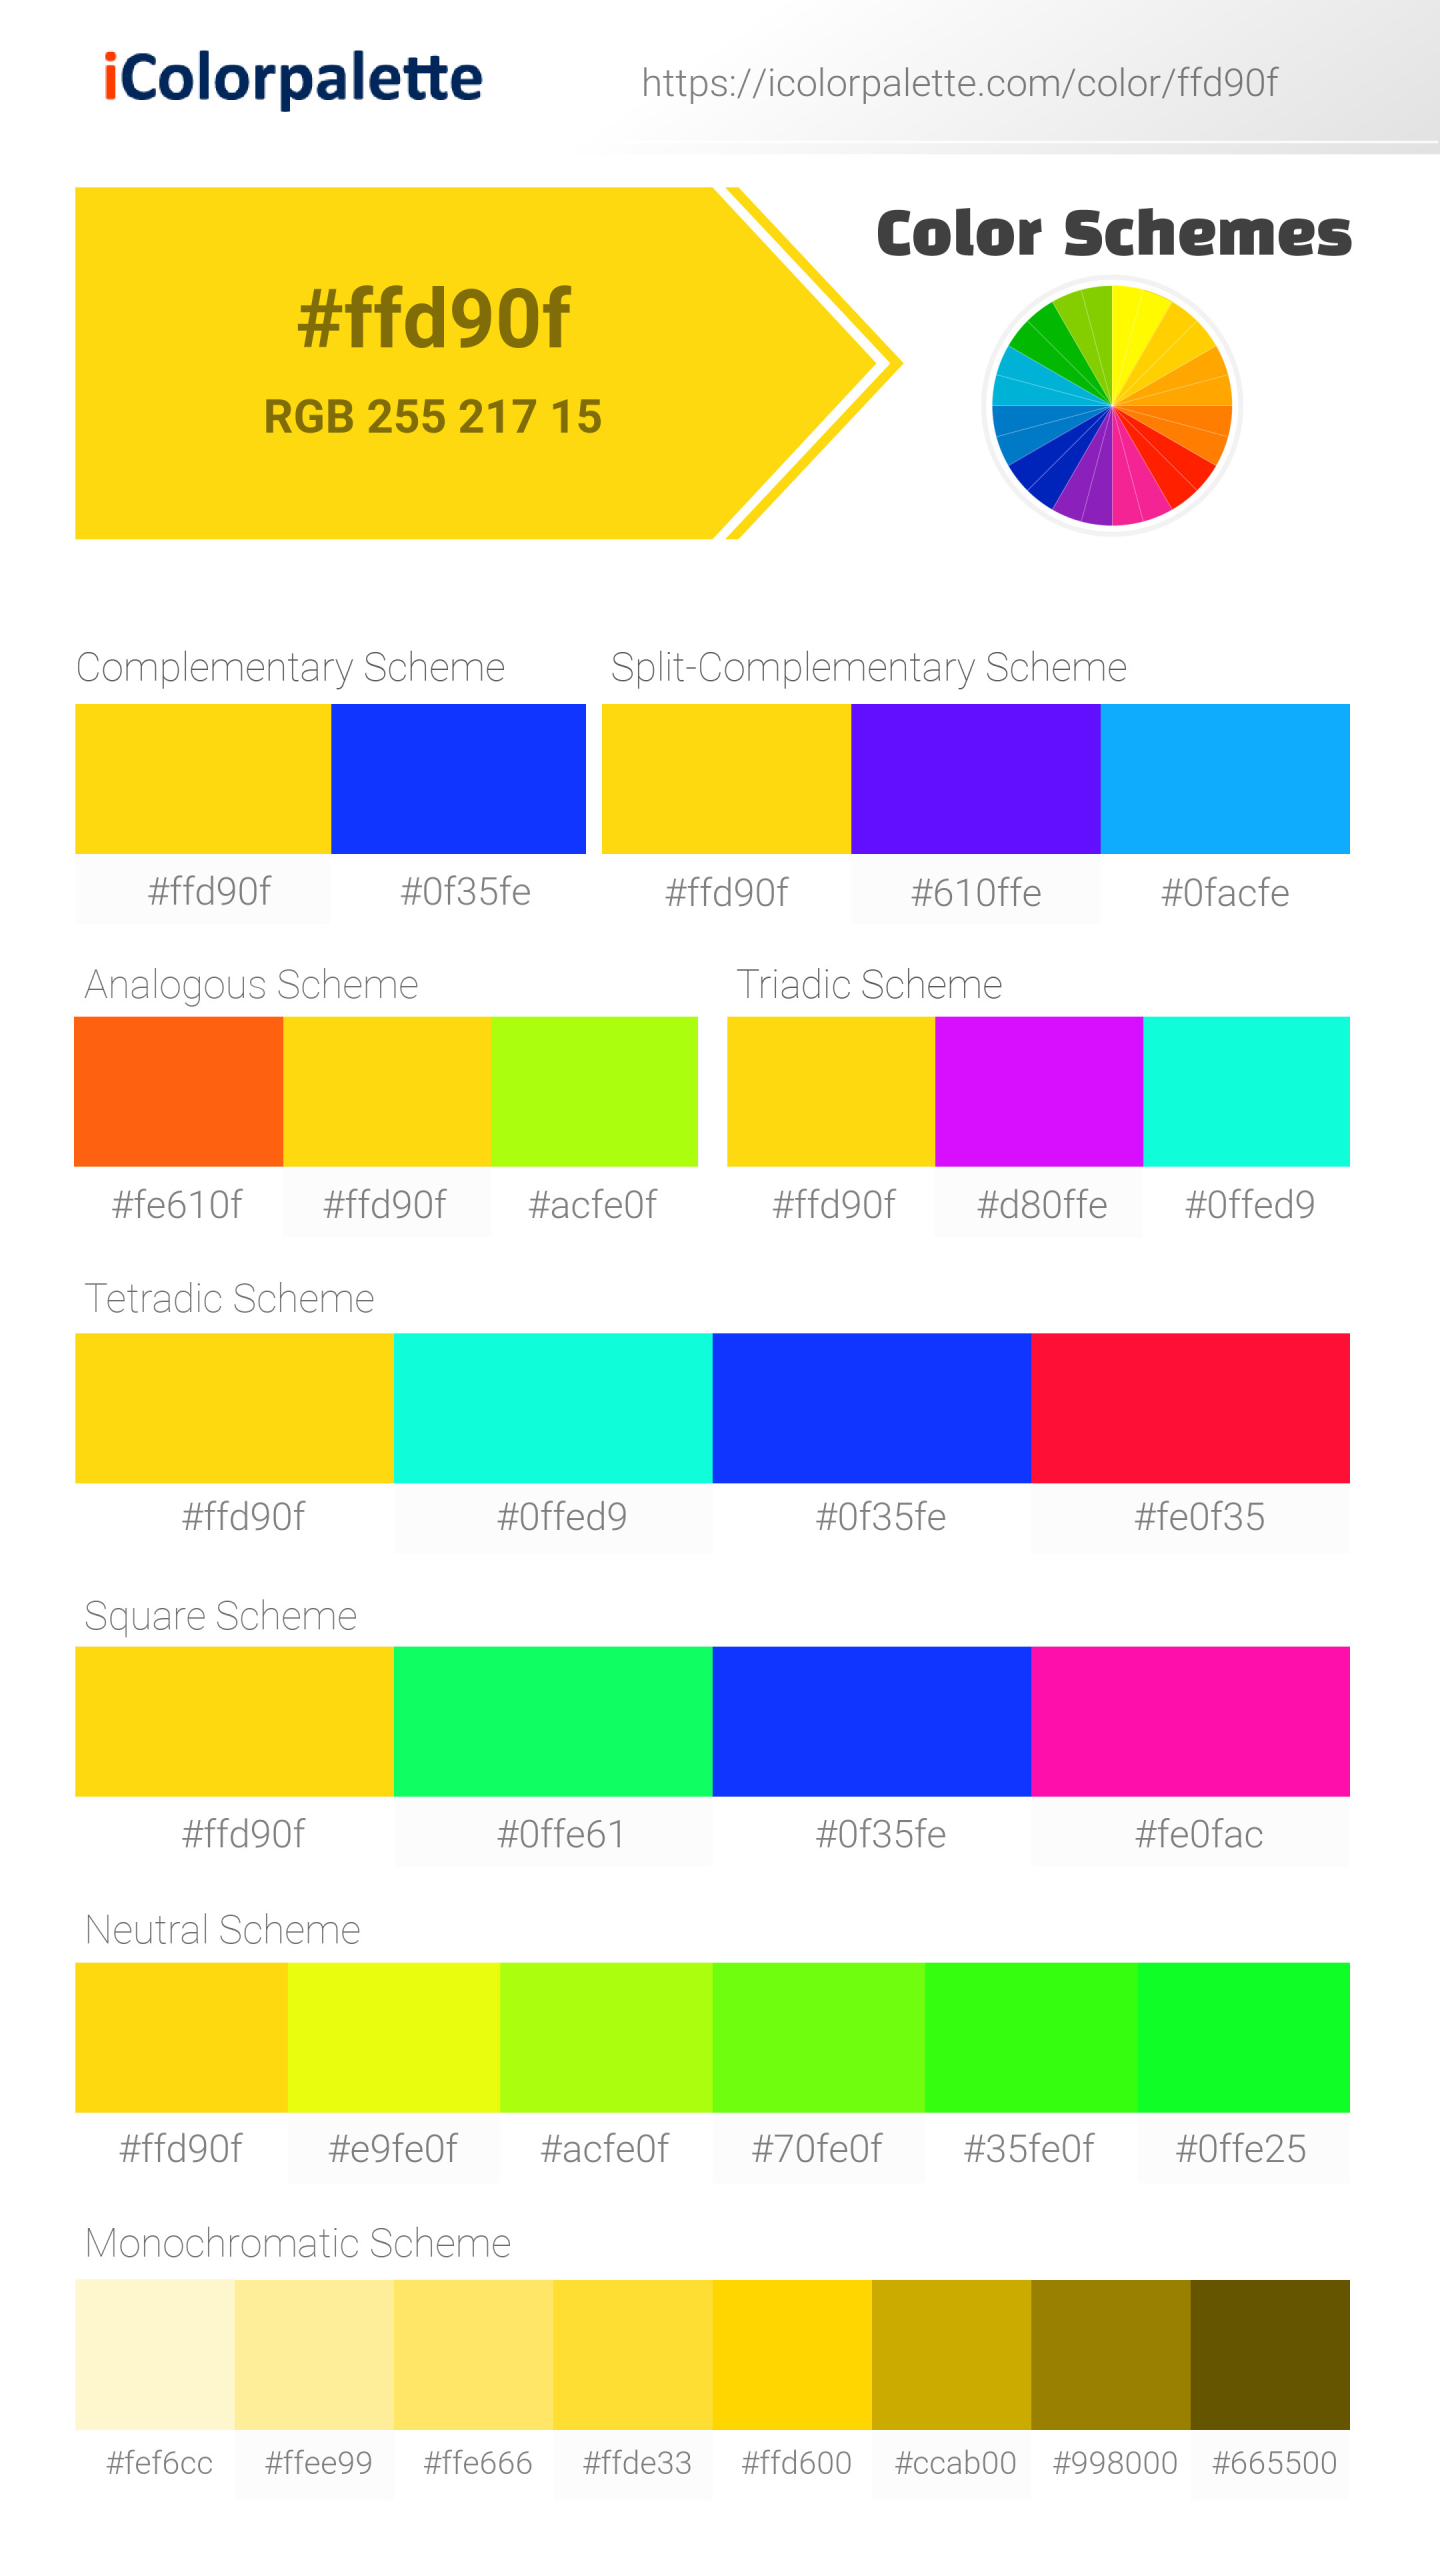 iColorpalette
https://icolorpalette.com/color/ffd90f
#ffd90f
RGB 255 217 15
Color Schemes
Complementary Scheme
#ffd90f #0f35fe
Split-Complementary Scheme
#ffd90f #610ffe #0facfe
Analogous Scheme
#fe610f #ffd90f #acfe0f
Triadic Scheme
#ffd90f #d80ffe #0ffed9
Tetradic Scheme
#ffd90f #0ffed9 #0f35fe #fe0f35
Square Scheme
#ffd90f #0ffe61 #0f35fe #fe0fac
Neutral Scheme
#ffd90f #e9fe0f #acfe0f #70fe0f #35fe0f #0ffe25
Monochromatic Scheme
#fef6cc #ffee99 #ffe666 #ffde33 #ffd600 #ccab00 #998000 #665500